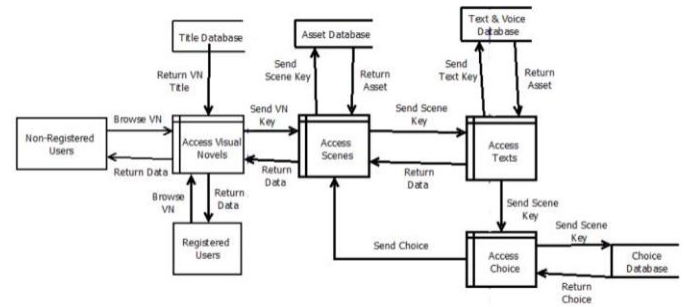 Title Database
Asset Database
Text & Voice
Database
Return VN
Title
Send
Scene Key
Return
Asset
Send
Text Key
Return
Asset
Non-Registered
Users
Browse VN
Return Data
Access Visual
Novels
Send VN
Key
Return
Data
Access
Scenes
Send Scene
Key
Return
Data
Access
Texts
Browse
VN
Return
Data
Registered
Users
Send Scene
Key
Send Choice
Access
Choice
Send Scene
Key
Return
Choice
Choice
Database